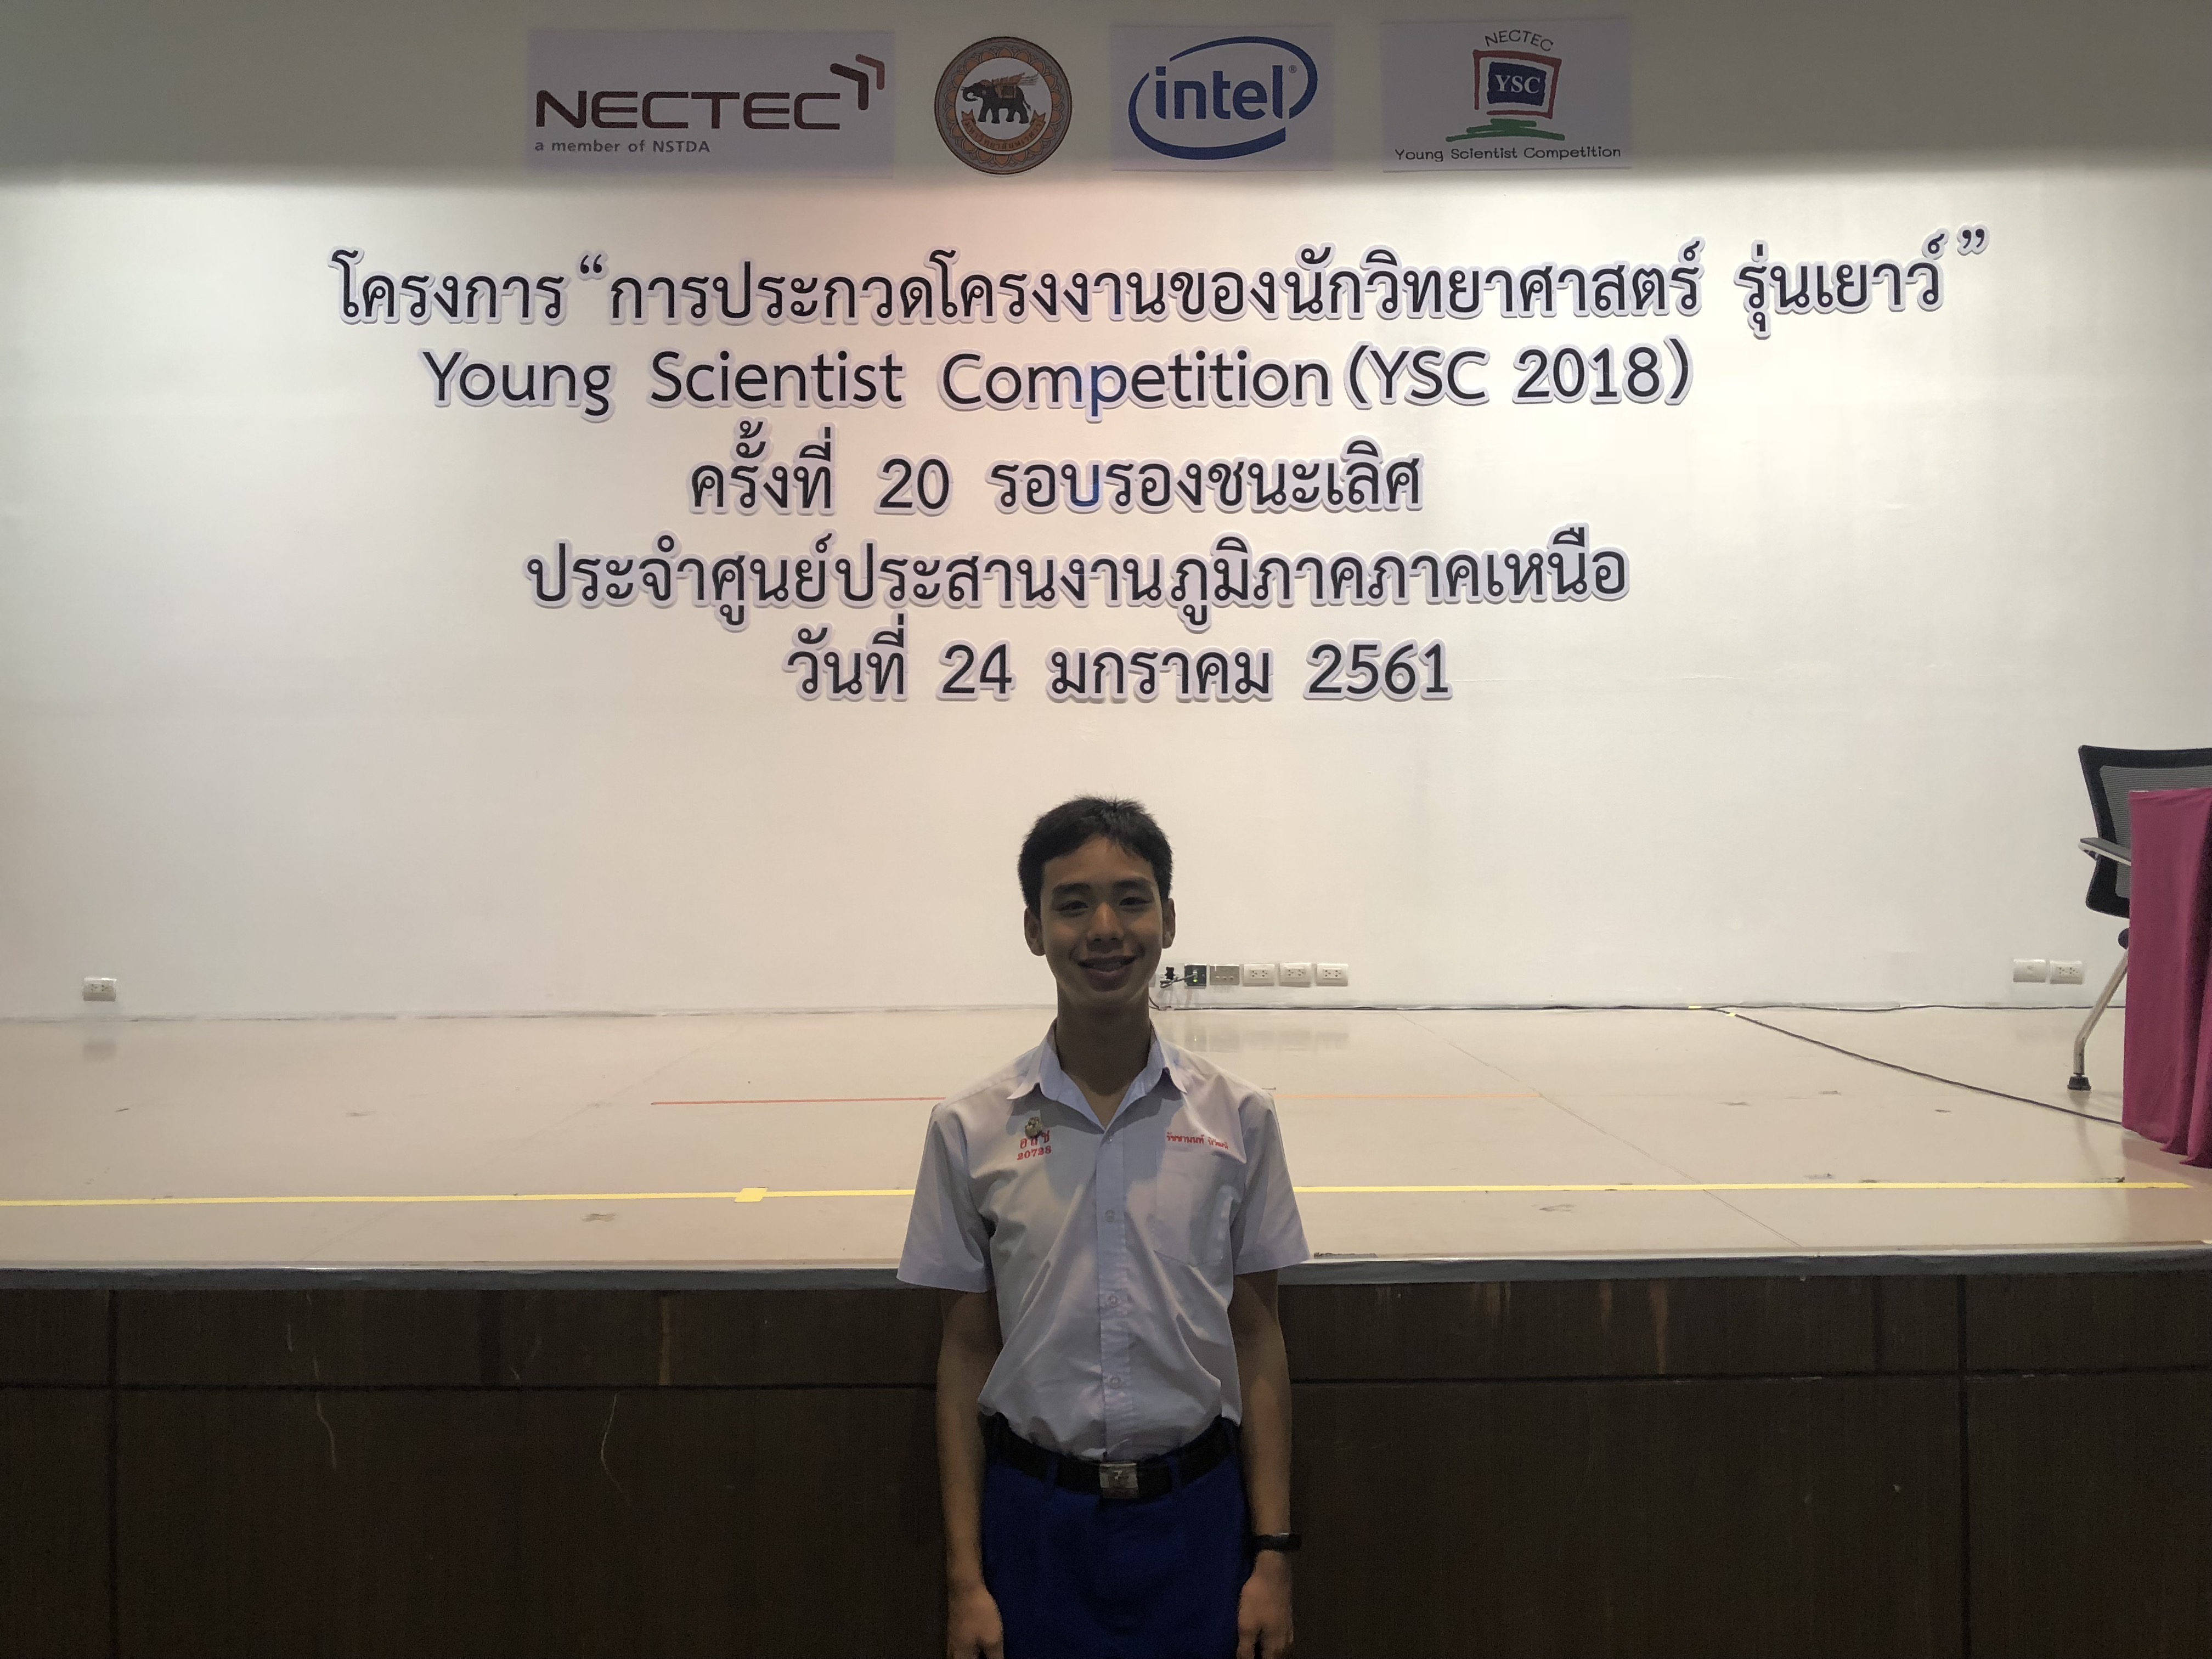 NECTEC
a member of NSTDA
intel
NECTEC
YSC
Young Scientist Competition
โครงการ “การประกวดโครงงานของนักวิทยาศาสตร์ รุ่นเยาว์”
Young Scientist Competition (YSC 2018)
ครั้งที่ 20 รอบรองชนะเลิศ
ประจำศูนย์ประสานงานภูมิภาคภาคเหนือ
วันที่ 24 มกราคม 2561
20728